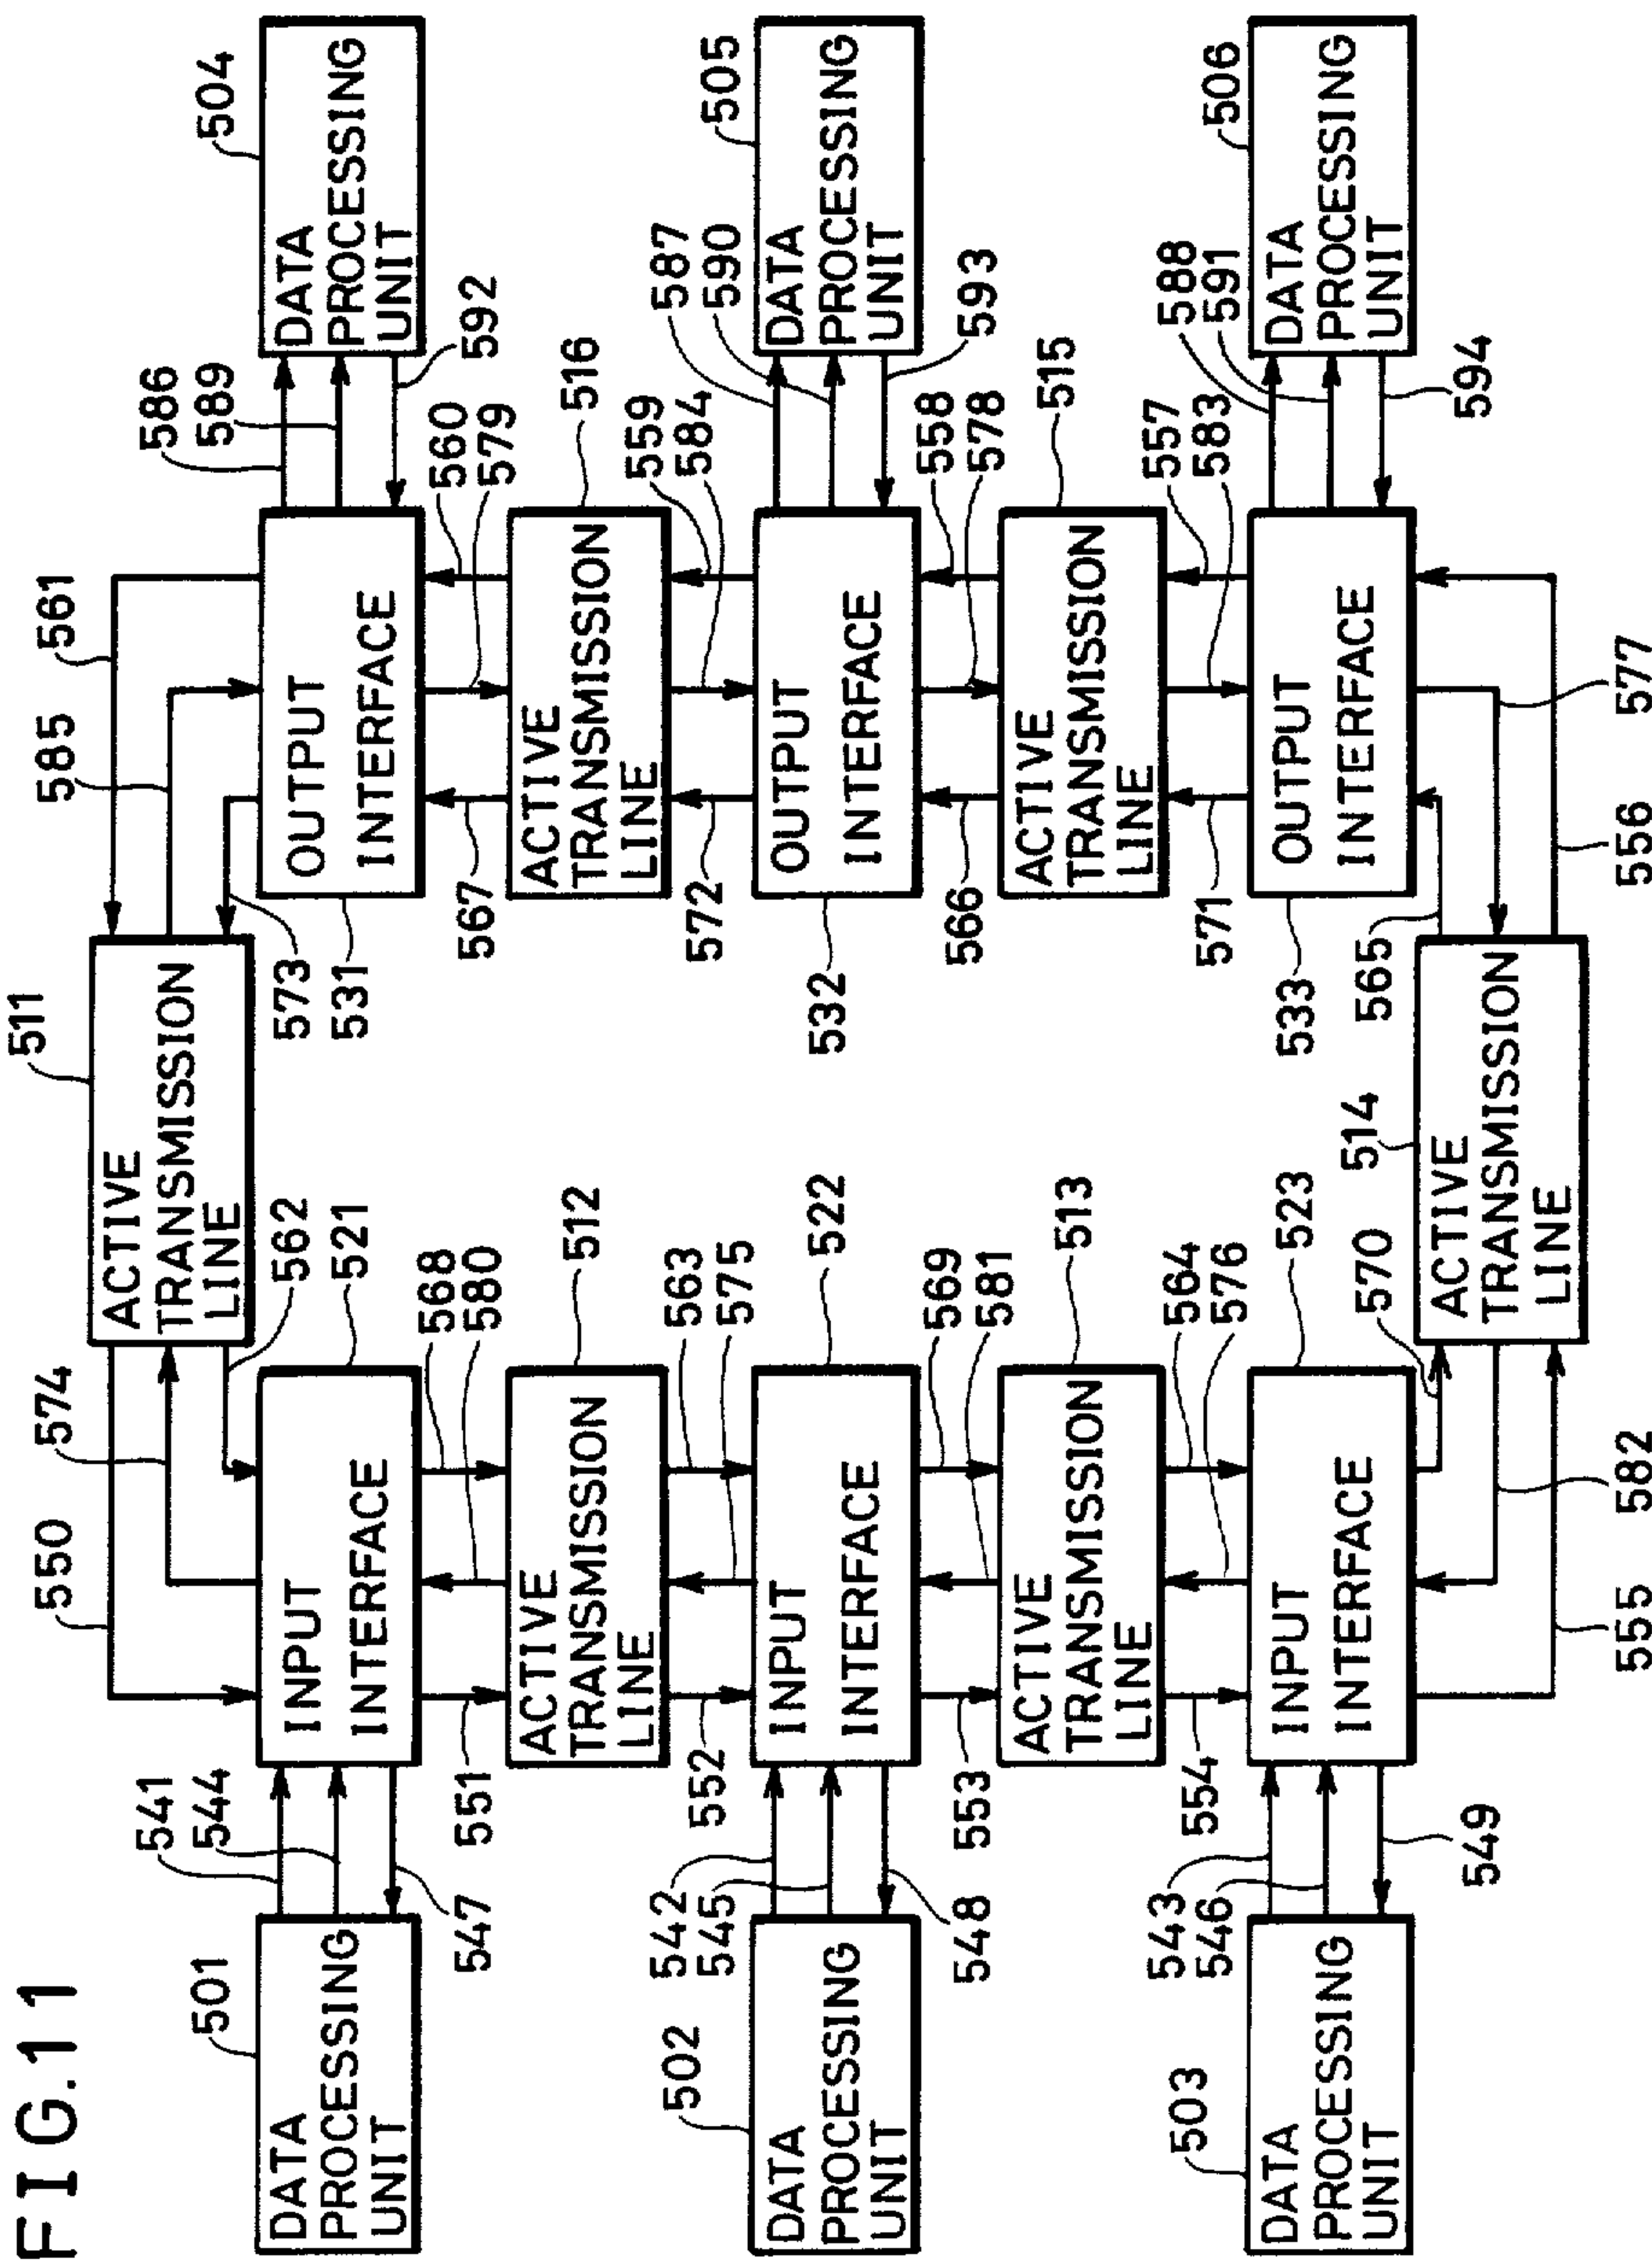 FIG.11
501
DATA
PROCESSING
UNIT
541
544
547
550
574
511
ACTIVE
TRANSMISSION
LINE
562
521
INPUT
INTERFACE
585
561
573
531
OUTPUT
INTERFACE
586
589
504
DATA
PROCESSING
UNIT
592
551
568
580
512
ACTIVE
TRANSMISSION
LINE
567
560
579
516
ACTIVE
TRANSMISSION
LINE
552
563
575
572
559
584
502
DATA
PROCESSING
UNIT
542
545
548
522
INPUT
INTERFACE
532
OUTPUT
INTERFACE
587
590
505
DATA
PROCESSING
UNIT
593
553
569
581
513
ACTIVE
TRANSMISSION
LINE
566
558
578
515
ACTIVE
TRANSMISSION
LINE
554
564
576
571
557
583
503
DATA
PROCESSING
UNIT
543
546
549
523
INPUT
INTERFACE
533
OUTPUT
INTERFACE
588
591
506
DATA
PROCESSING
UNIT
594
570
514
ACTIVE
TRANSMISSION
LINE
565
555
582
556
577